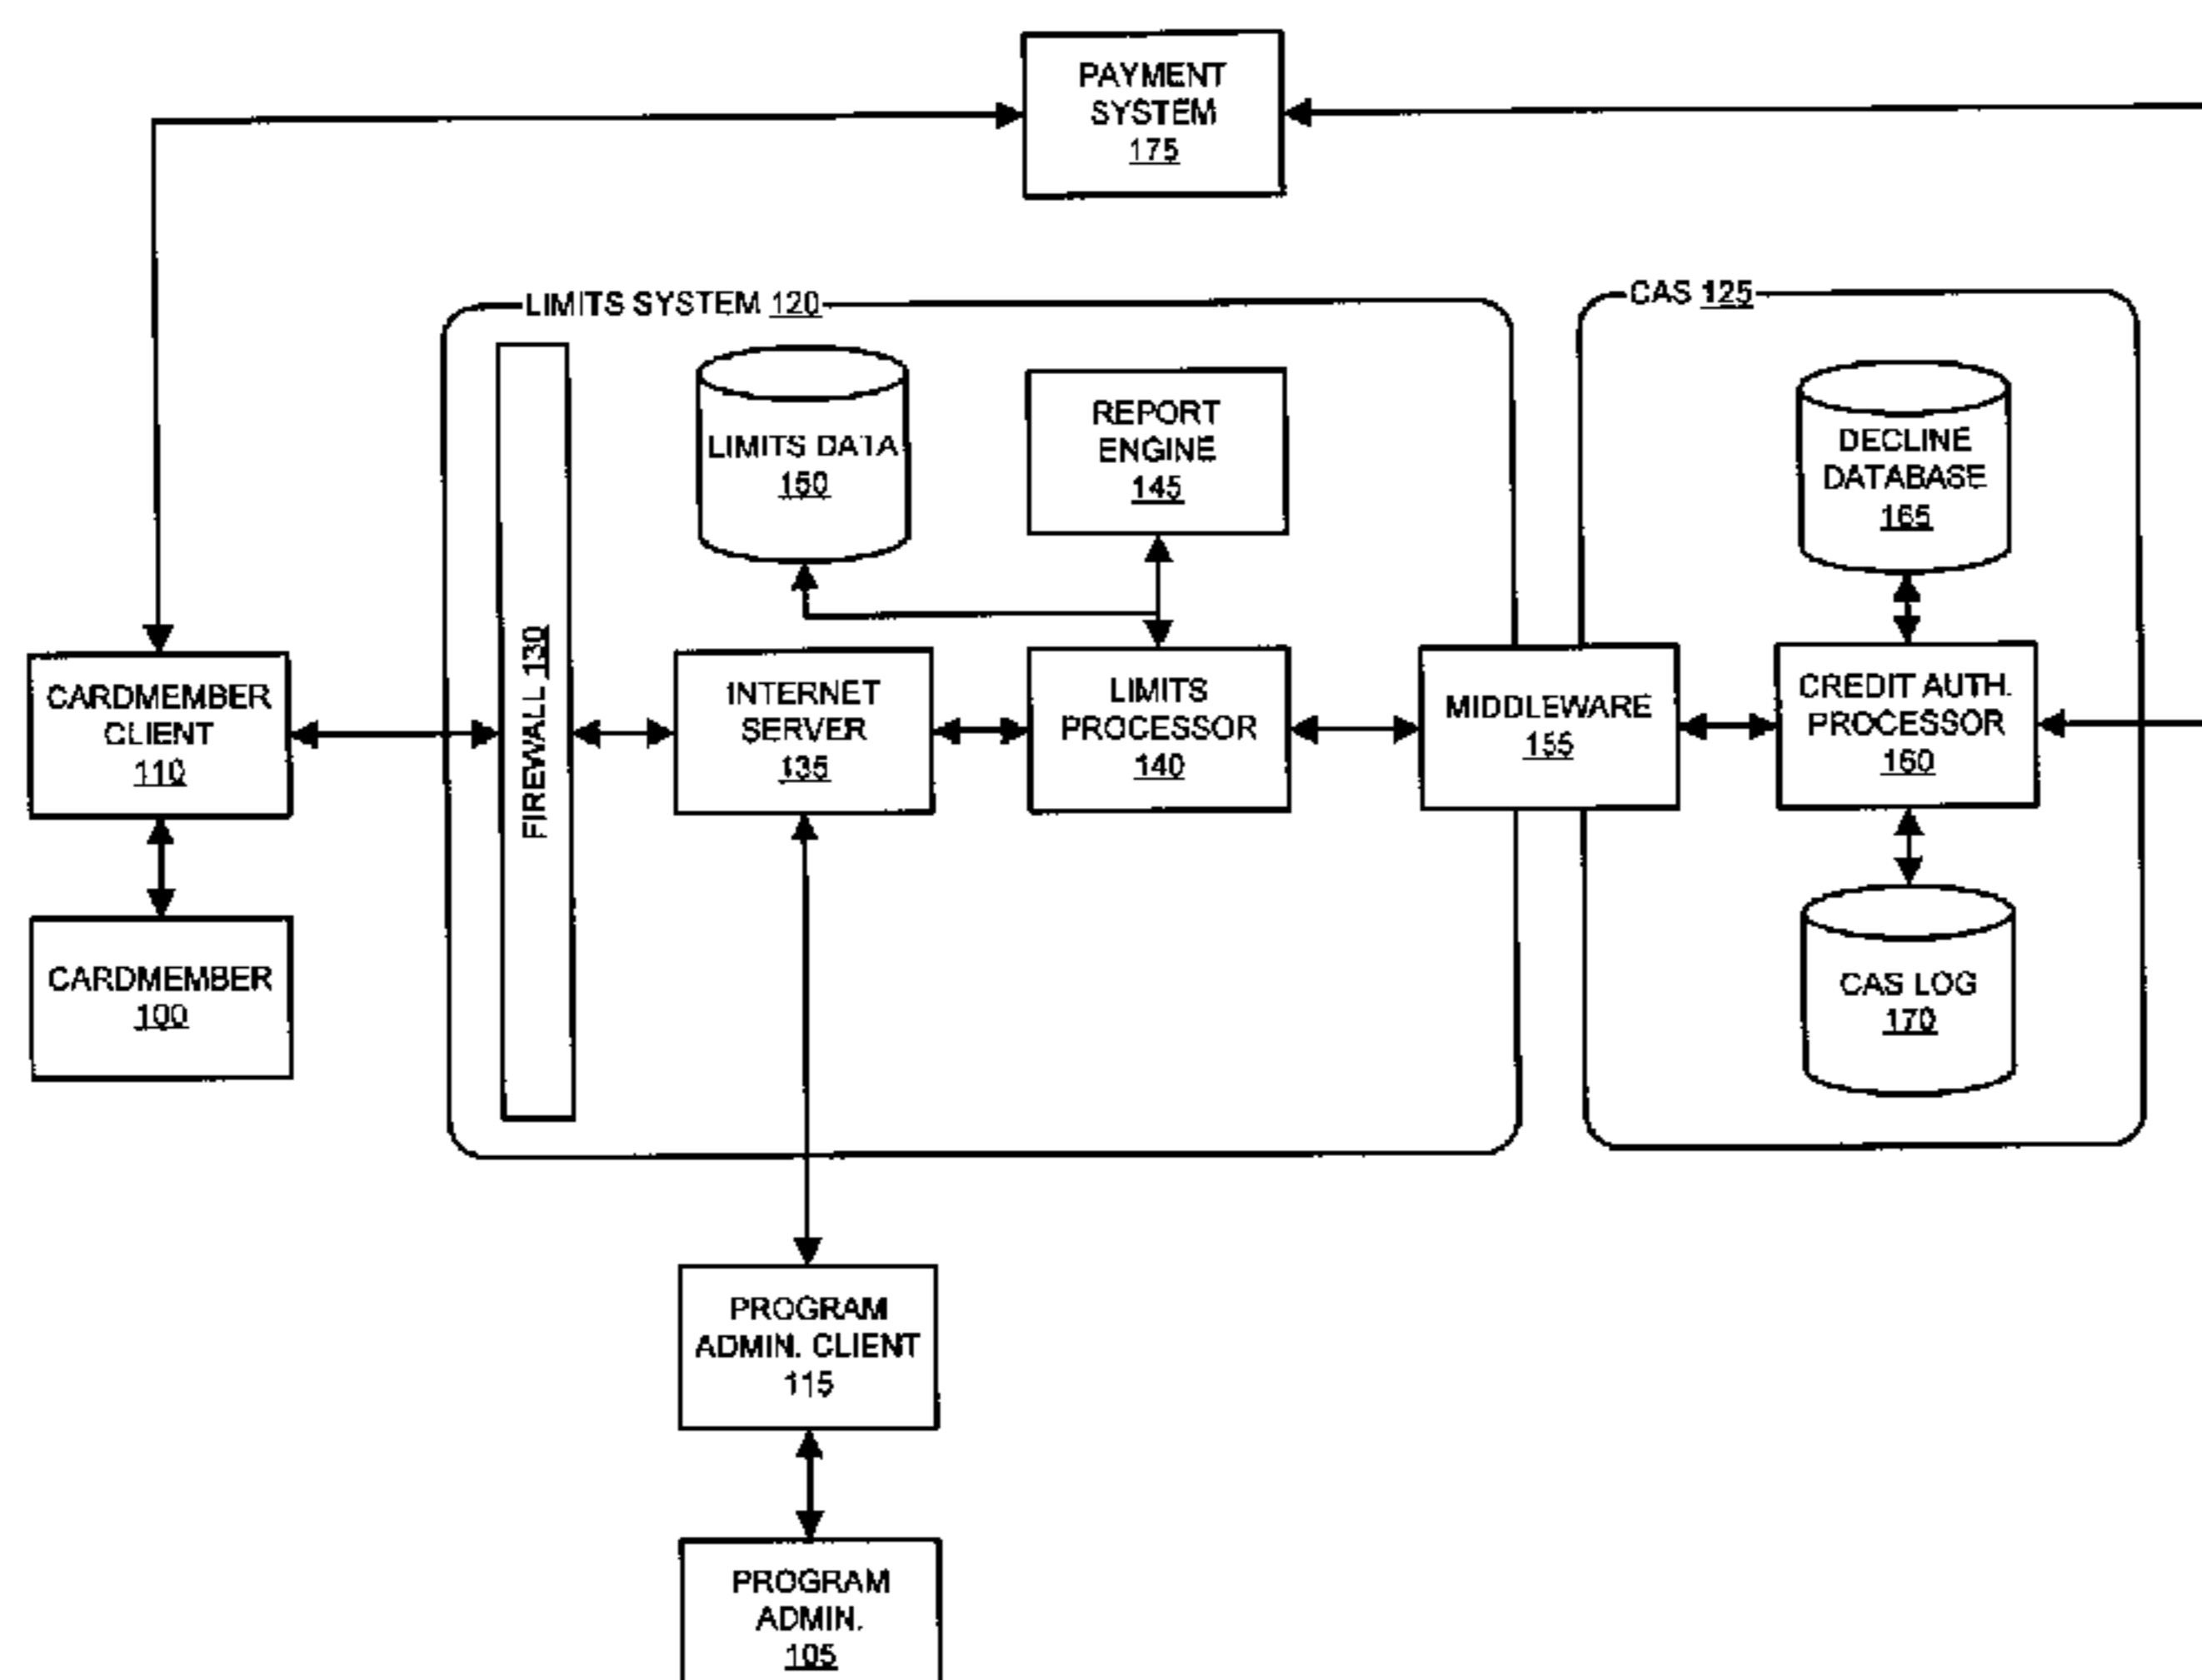 PAYMENT
SYSTEM
175
LIMITS SYSTEM 120
CAS 125
LIMITS DATA
150
REPORT
ENGINE
145
DECLINE
DATABASE
165
CARDMEMBER
CLIENT
110
FIREWALL 130
INTERNET
SERVER
135
LIMITS
PROCESSOR
140
MIDDLEWARE
155
CREDIT AUTH.
PROCESSOR
160
CARDMEMBER
100
CAS LOG
170
PROGRAM
ADMIN. CLIENT
115
PROGRAM
ADMIN.
105